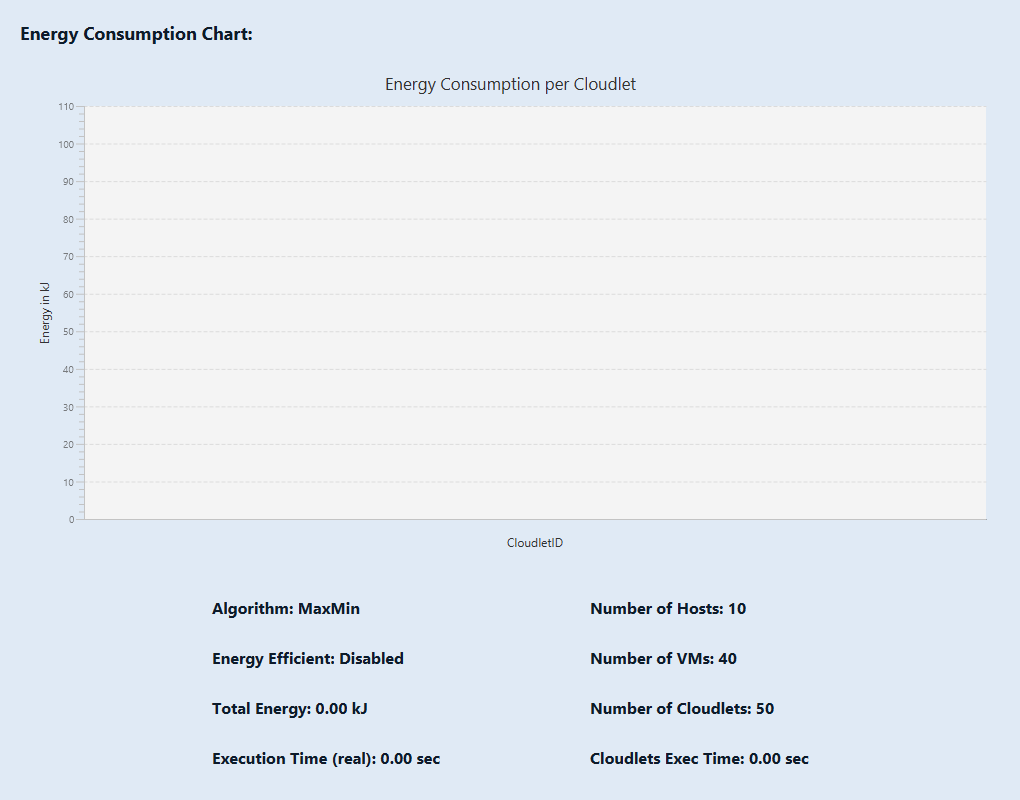 Energy Consumption Chart:
Energy Consumption per Cloudlet
110
100
90
80
70
60
50
40
30
20
10
0
Energy in kJ
CloudletID
Algorithm: MaxMin
Number of Hosts: 10
Energy Efficient: Disabled
Number of VMs: 40
Total Energy: 0.00 kJ
Number of Cloudlets: 50
Execution Time (real): 0.00 sec
Cloudlets Exec Time: 0.00 sec